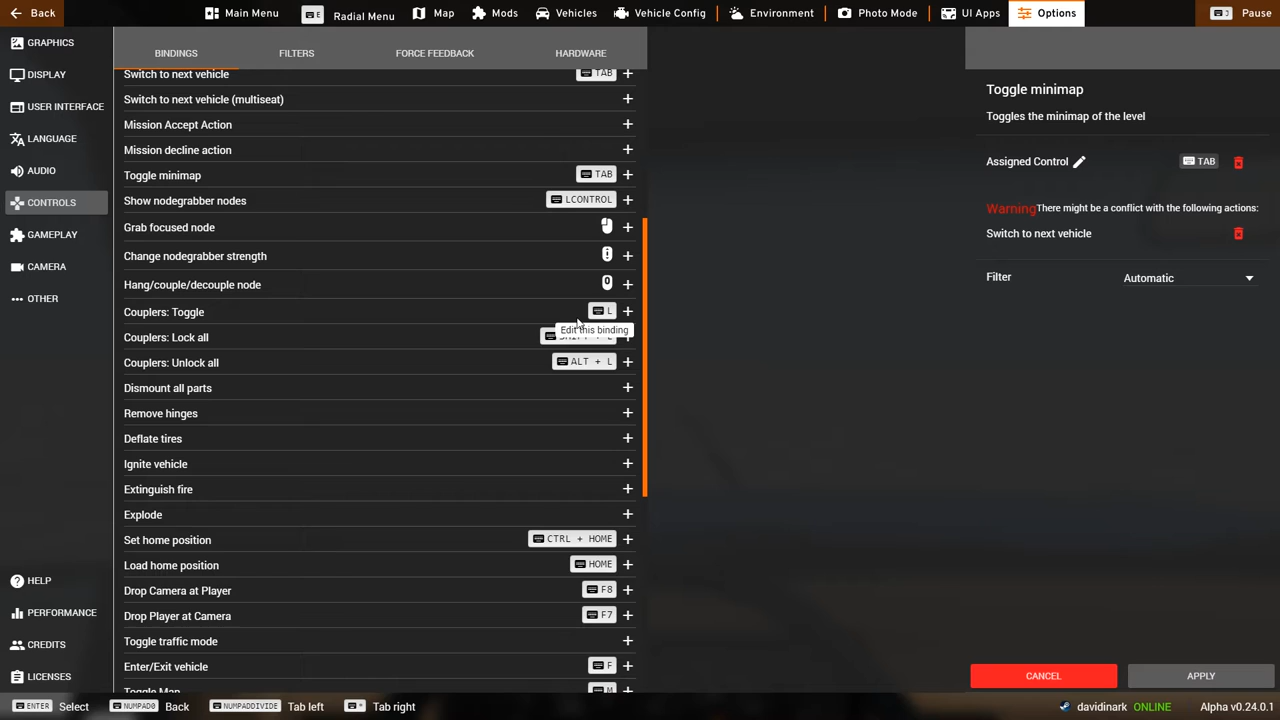 Back
Main Menu
E Radial Menu
Map
Mods
Vehicles
Vehicle Config
Environment
Photo Mode
UI Apps
Options
J Pause
GRAPHICS
DISPLAY
USER INTERFACE
LANGUAGE
AUDIO
CONTROLS
GAMEPLAY
CAMERA
OTHER
HELP
PERFORMANCE
CREDITS
LICENSES
BINDINGS
FILTERS
FORCE FEEDBACK
HARDWARE
Switch to next vehicle TAB +
Switch to next vehicle (multiseat) +
Mission Accept Action +
Mission decline action +
Toggle minimap TAB +
Show nodegrabber nodes LCONTROL +
Grab focused node +
Change nodegrabber strength +
Hang/couple/decouple node +
Couplers: Toggle L +
Edit this binding
Couplers: Lock all +
Couplers: Unlock all ALT + L +
Dismount all parts +
Remove hinges +
Deflate tires +
Ignite vehicle +
Extinguish fire +
Explode +
Set home position CTRL + HOME +
Load home position HOME +
Drop Camera at Player F8 +
Drop Player at Camera F7 +
Toggle traffic mode +
Enter/Exit vehicle F +
Toggle Map M +
Toggle minimap
Toggles the minimap of the level
Assigned Control TAB
Warning There might be a conflict with the following actions:
Switch to next vehicle
Filter Automatic
CANCEL
APPLY
ENTER Select
NUMPAD0 Back
NUMPADDIVIDE Tab left
* Tab right
davidinark ONLINE
Alpha v0.24.0.1